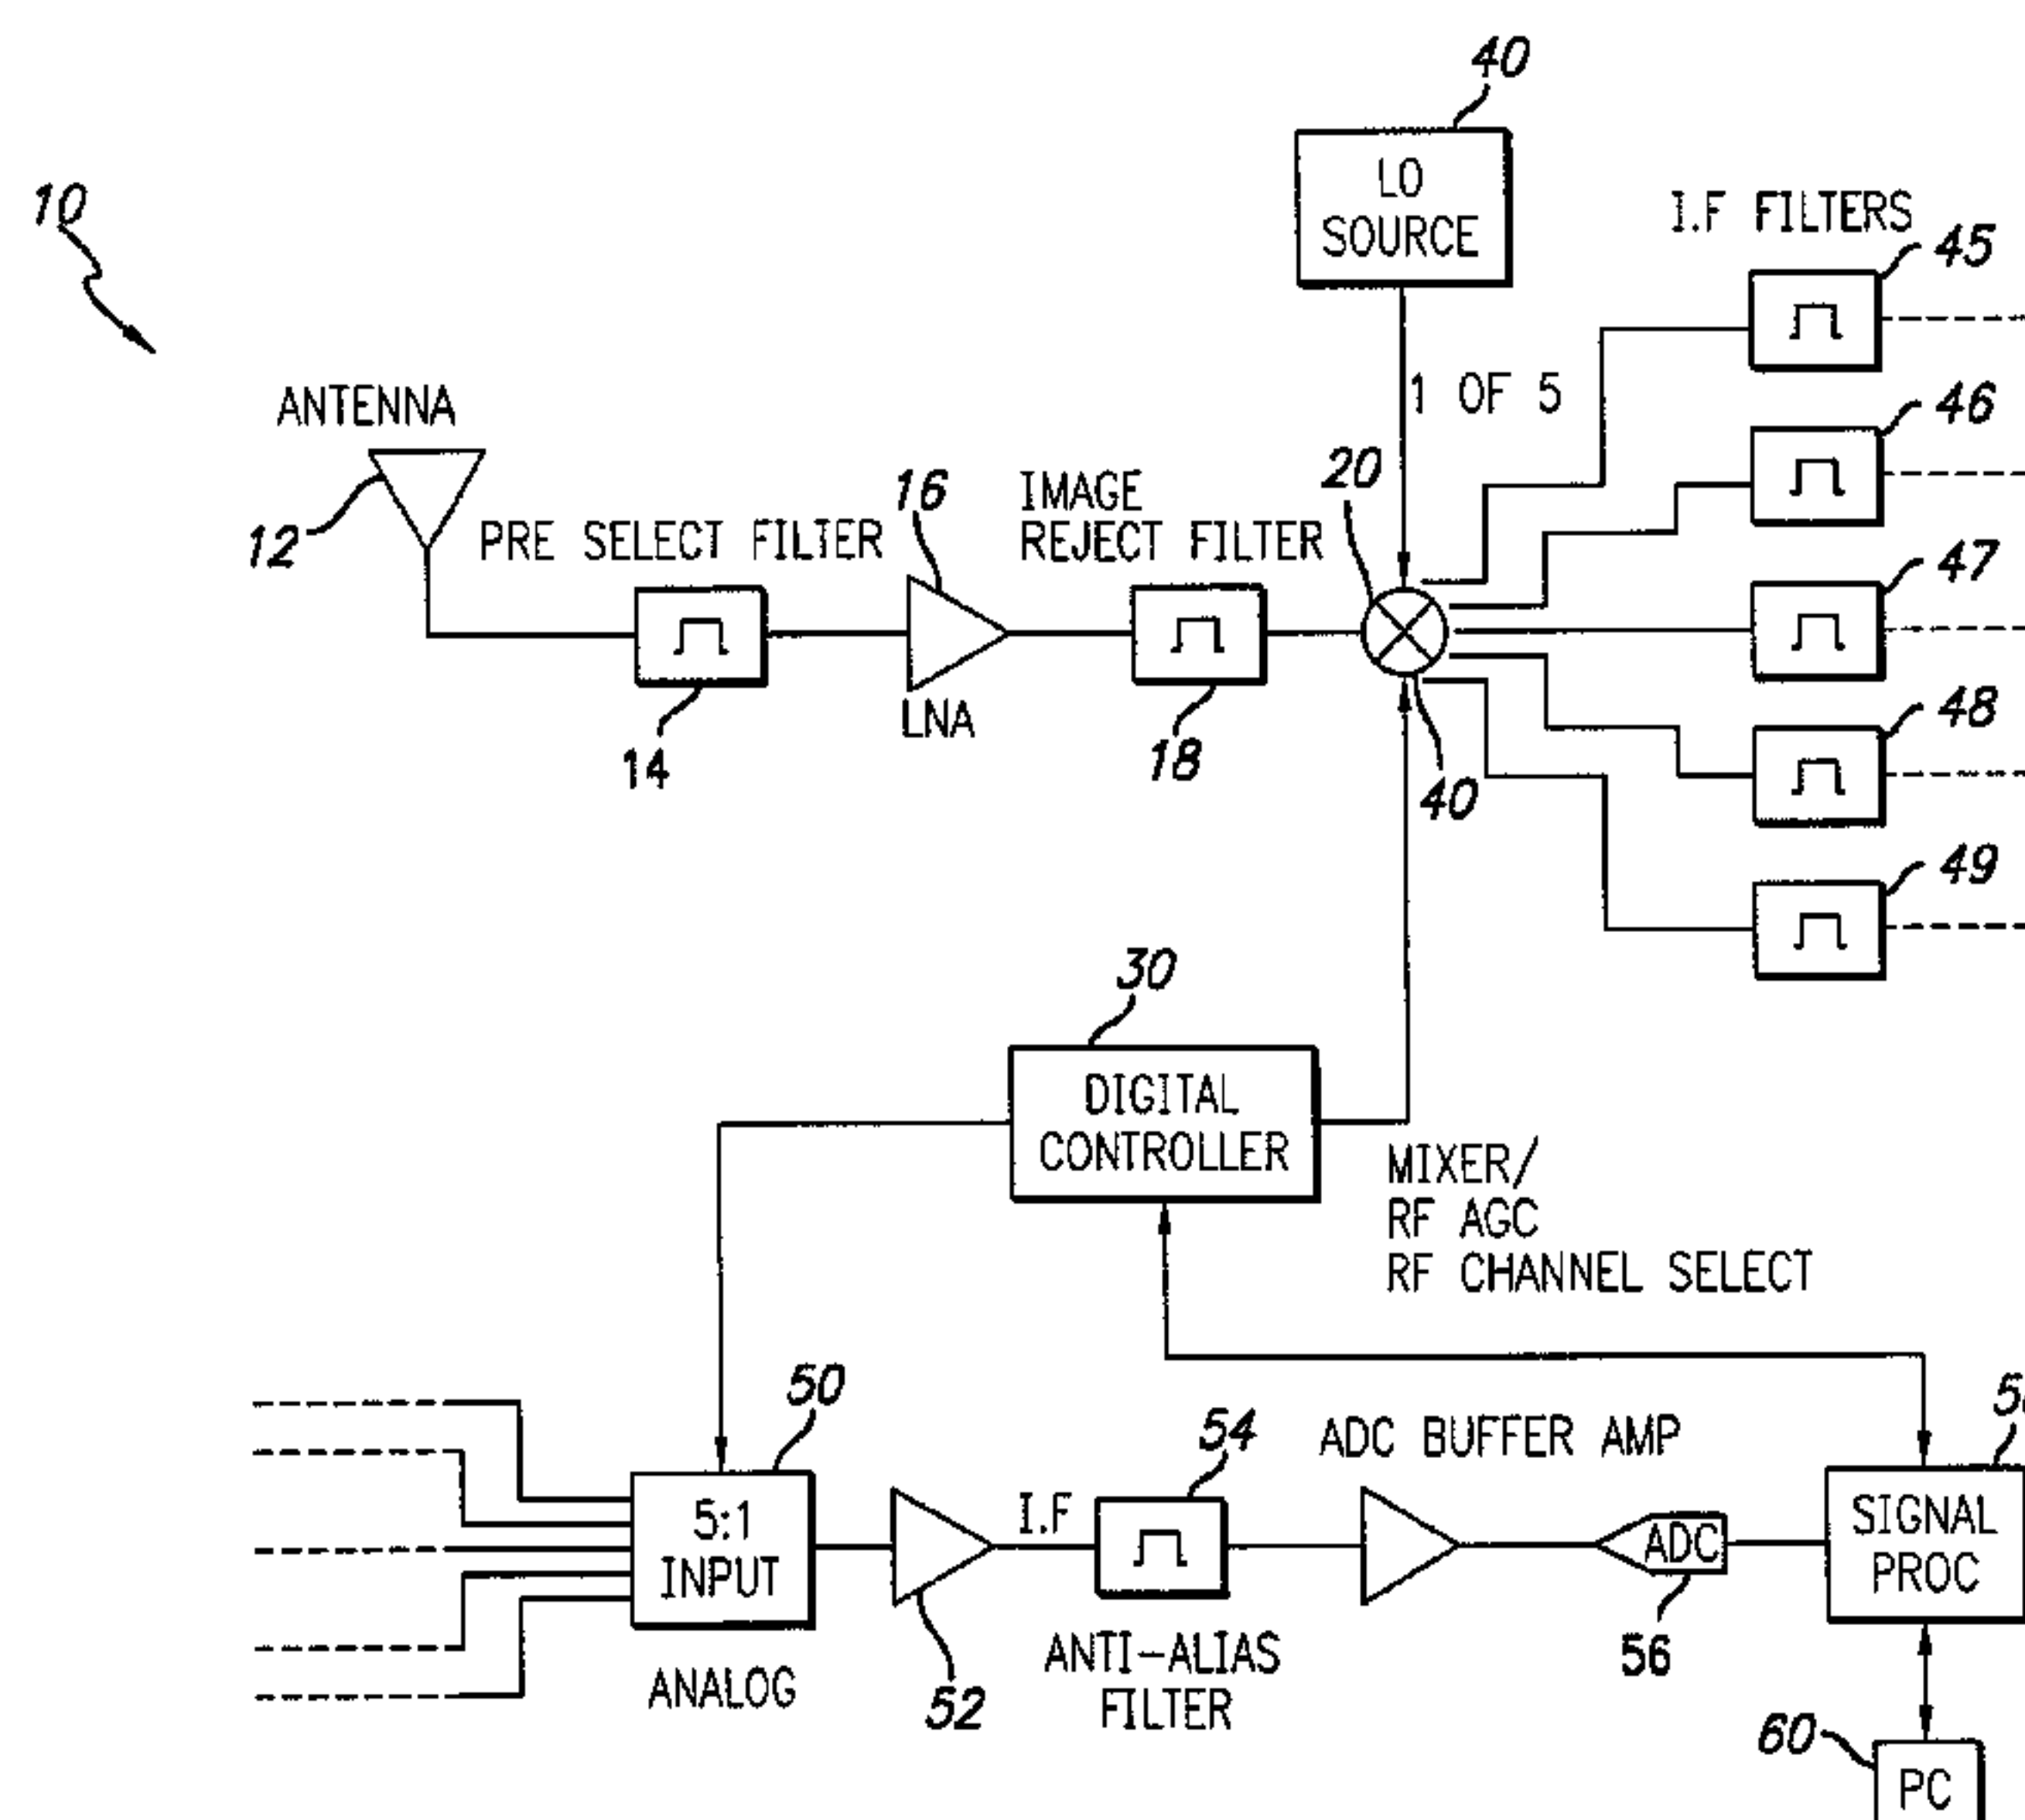 40
LO
SOURCE
10
I.F FILTERS
45
1 OF 5
46
ANTENNA
12
PRE SELECT FILTER
16
IMAGE
REJECT FILTER
20
47
14
LNA
18
40
48
49
30
DIGITAL
CONTROLLER
MIXER/
RF AGC
RF CHANNEL SELECT
50
5:1
INPUT
ANALOG
52
I.F
54
ANTI-ALIAS
FILTER
ADC BUFFER AMP
ADC
56
SIGNAL
PROC
60
PC